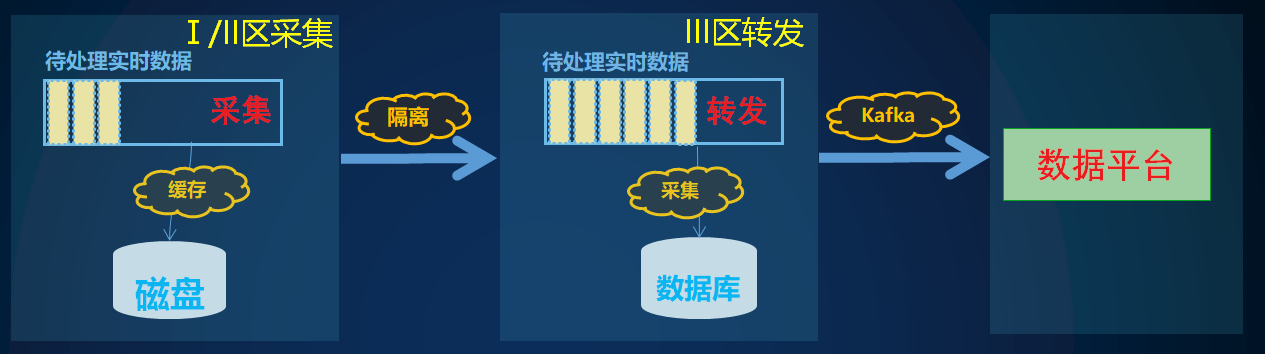 Ⅰ/Ⅱ区采集
待处理实时数据
采集
缓存
磁盘
隔离
Ⅲ区转发
待处理实时数据
转发
采集
数据库
Kafka
数据平台